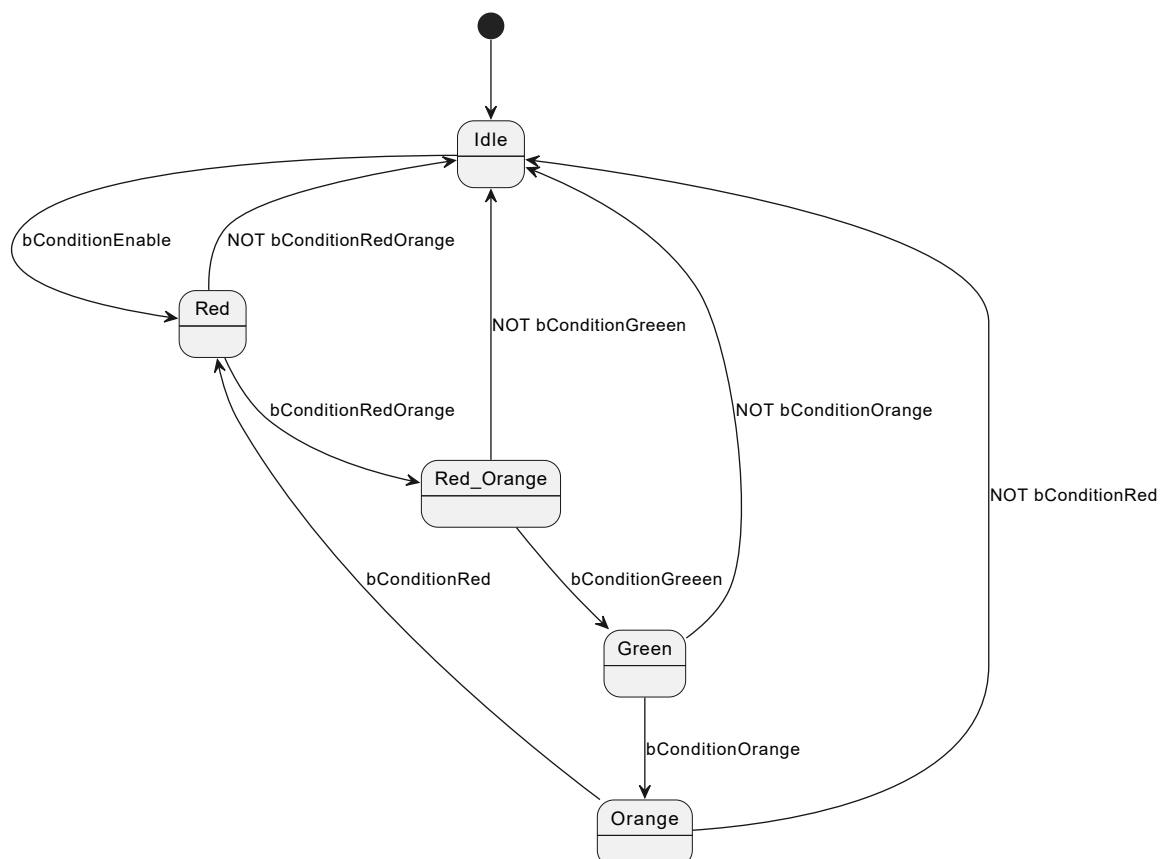 Idle
bConditionEnable
NOT bConditionRedOrange
Red
NOT bConditionGreeen
bConditionRedOrange
NOT bConditionOrange
Red_Orange
NOT bConditionRed
bConditionRed
bConditionGreeen
Green
bConditionOrange
Orange